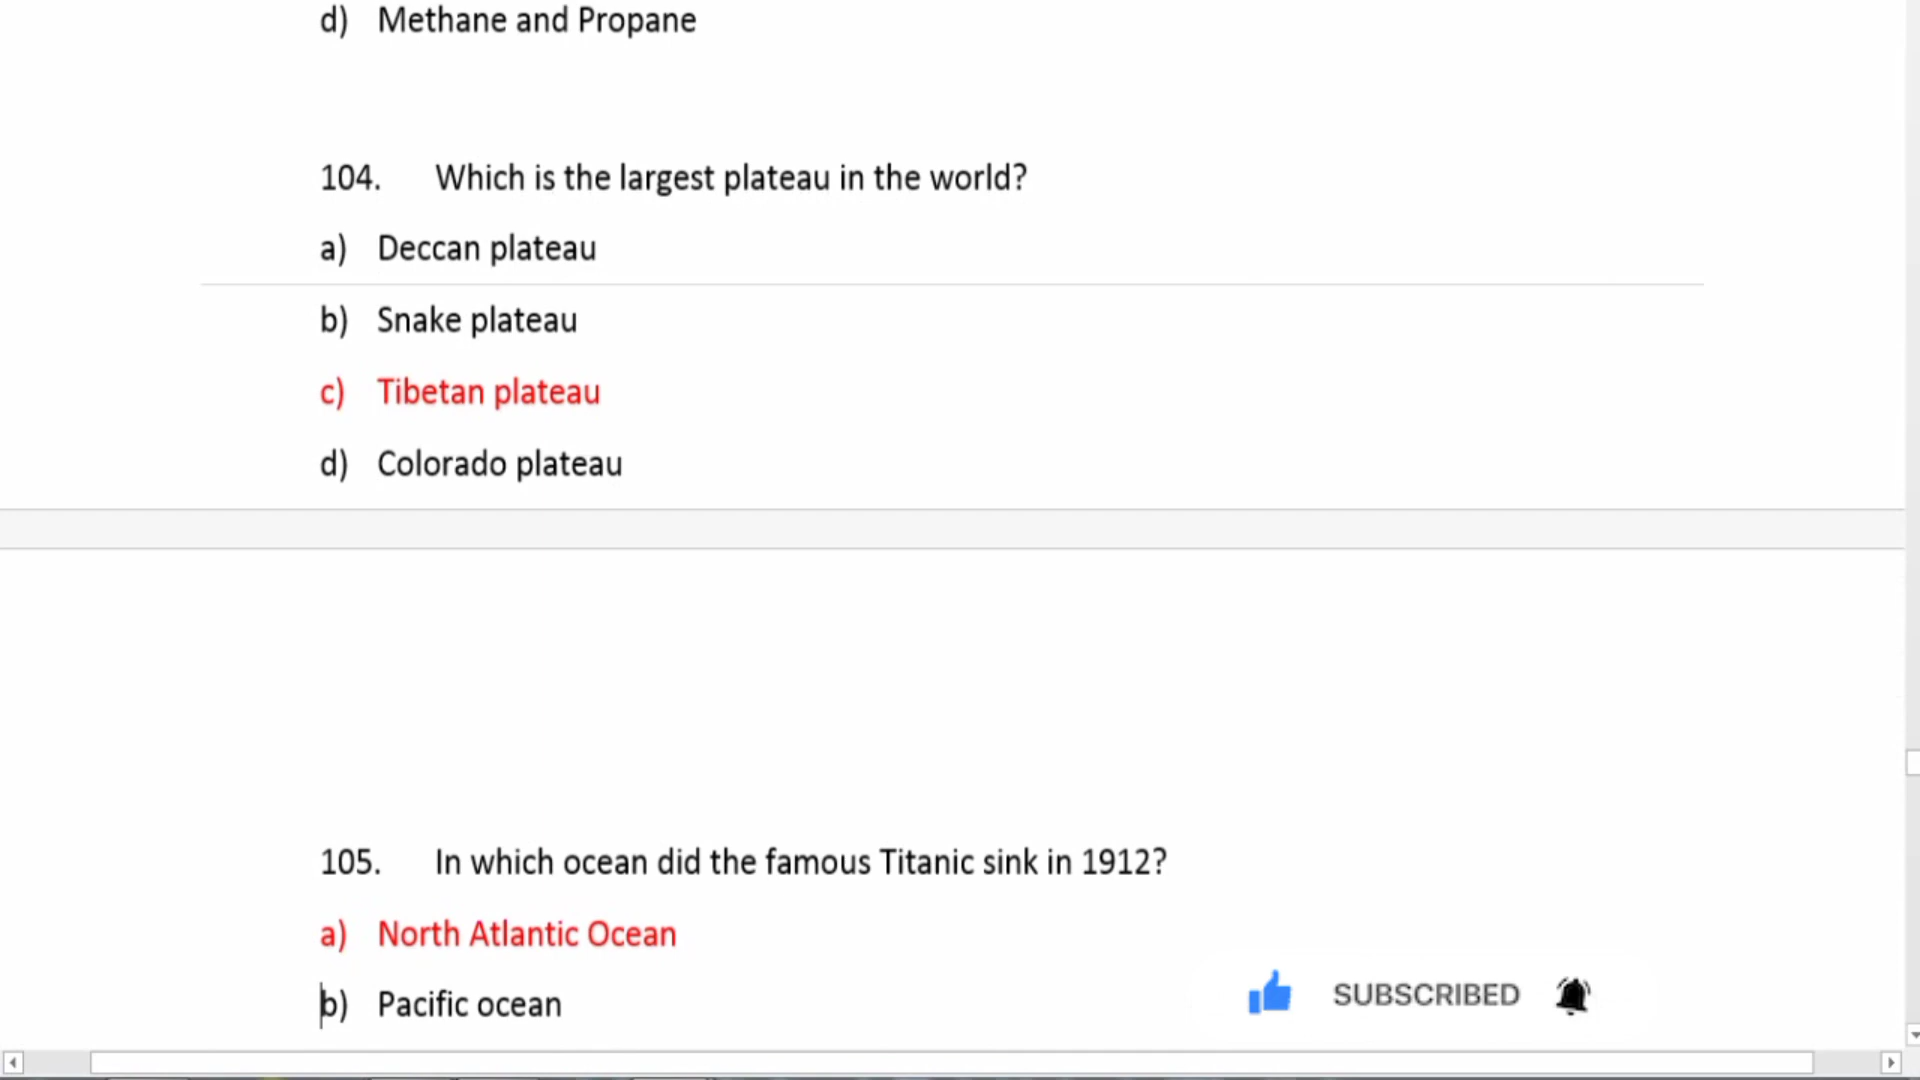 d) Methane and Propane
104. Which is the largest plateau in the world?
a) Deccan plateau
b) Snake plateau
c) Tibetan plateau
d) Colorado plateau
105. In which ocean did the famous Titanic sink in 1912?
a) North Atlantic Ocean
b) Pacific ocean
SUBSCRIBED